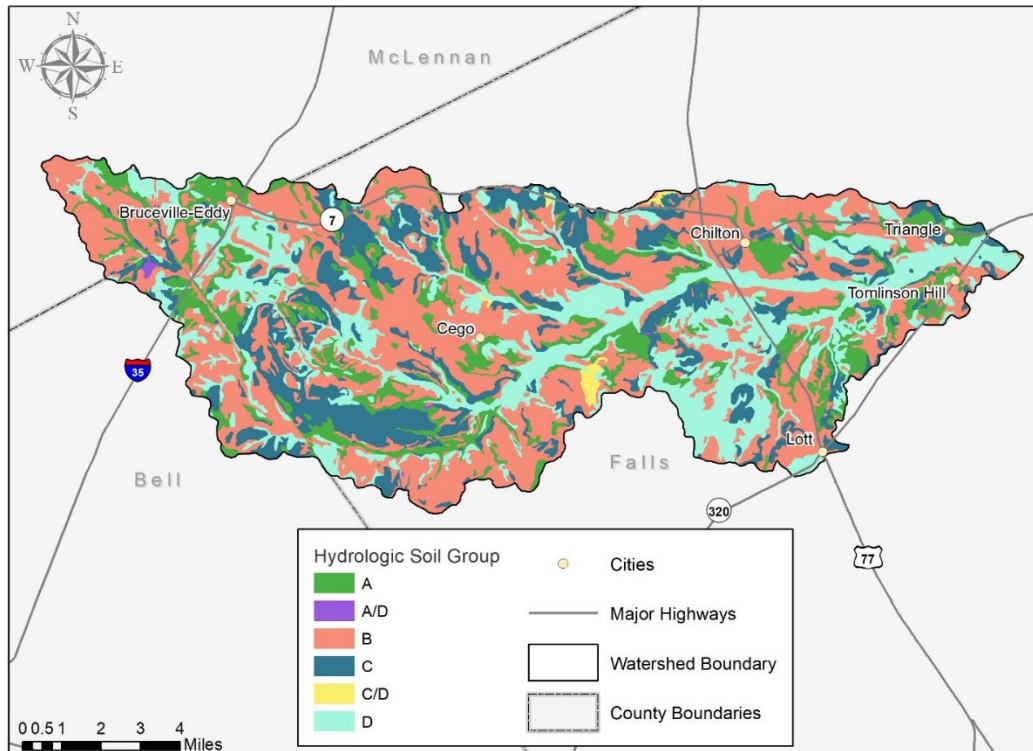 N
W E
S
McLennan
Bruceville-Eddy
7
Chilton
Triangle
Tomlinson Hill
Cego
35
Lott
Bell
Falls
320
77
Hydrologic Soil Group
A
A/D
B
C
C/D
D
Cities
Major Highways
Watershed Boundary
County Boundaries
0 0.5 1 2 3 4
Miles